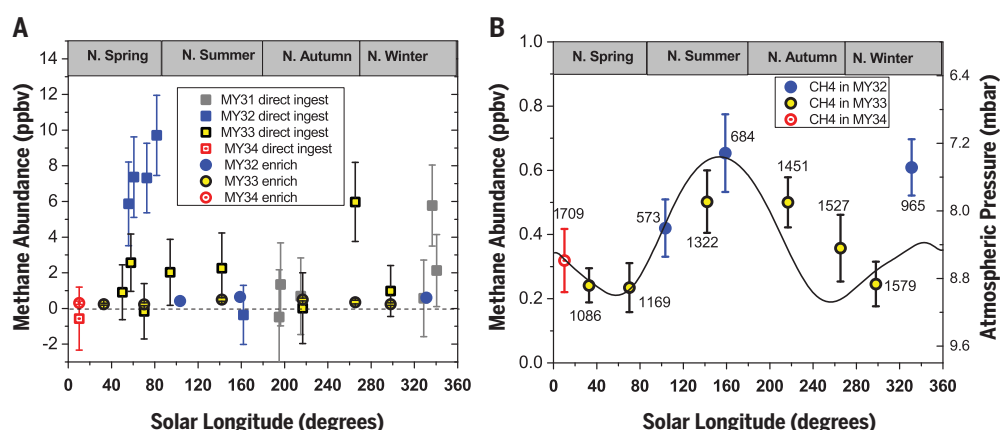 A
N. Spring N. Summer N. Autumn N. Winter
Methane Abundance (ppbv)
14
12
10
8
6
4
2
0
-2
MY31 direct ingest
MY32 direct ingest
MY33 direct ingest
MY34 direct ingest
MY32 enrich
MY33 enrich
MY34 enrich
0 40 80 120 160 200 240 280 320 360
Solar Longitude (degrees)
B
N. Spring N. Summer N. Autumn N. Winter
Methane Abundance (ppbv)
1.0
0.8
0.6
0.4
0.2
0.0
CH4 in MY32
CH4 in MY33
CH4 in MY34
684
1451
1709
573
1527
965
1322
1579
1086
1169
6.4
7.2
8.0
8.8
9.6
Atmospheric Pressure (mbar)
0 40 80 120 160 200 240 280 320 360
Solar Longitude (degrees)